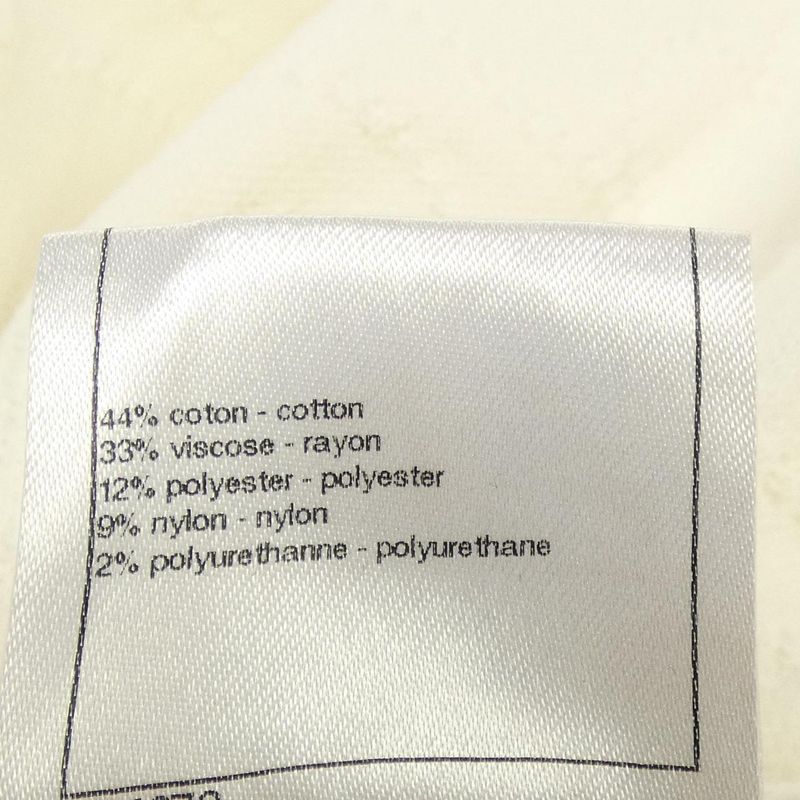 44% coton - cotton
33% viscose - rayon
12% polyester - polyester
9% nylon - nylon
2% polyurethanne - polyurethane